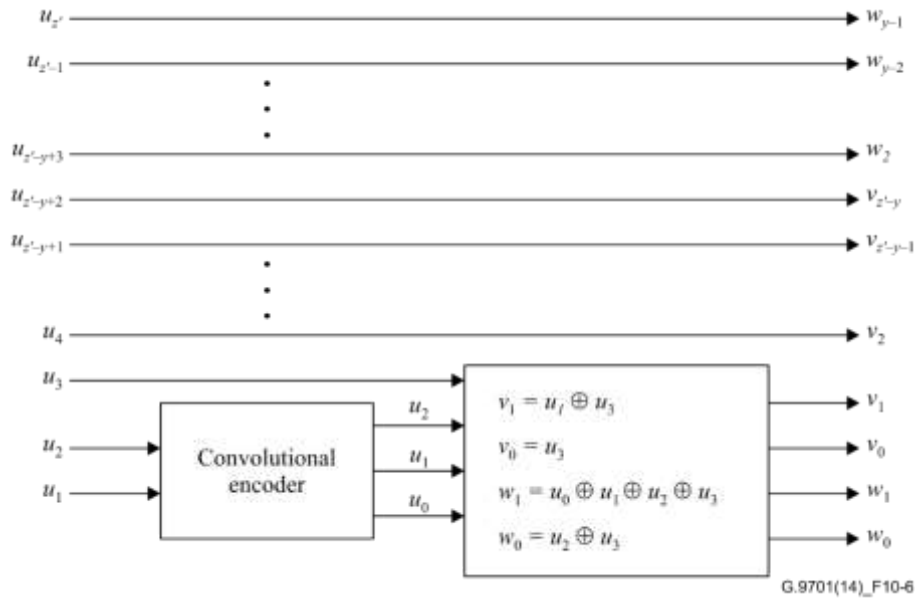 u_{z'} w_{y–1}
u_{z'–1} w_{y–2}
u_{z'–y+3} w_2
u_{z'–y+2} v_{z'–y}
u_{z'–y+1} v_{z'–y–1}
u_4 v_2
u_3
v_1 = u_1 ⊕ u_3 v_1
u_2 u_2
v_0 = u_3 v_0
Convolutional
encoder
u_1 u_1
w_1 = u_0 ⊕ u_1 ⊕ u_2 ⊕ u_3 w_1
u_0
w_0 = u_2 ⊕ u_3 w_0
G.9701(14)_F10-6